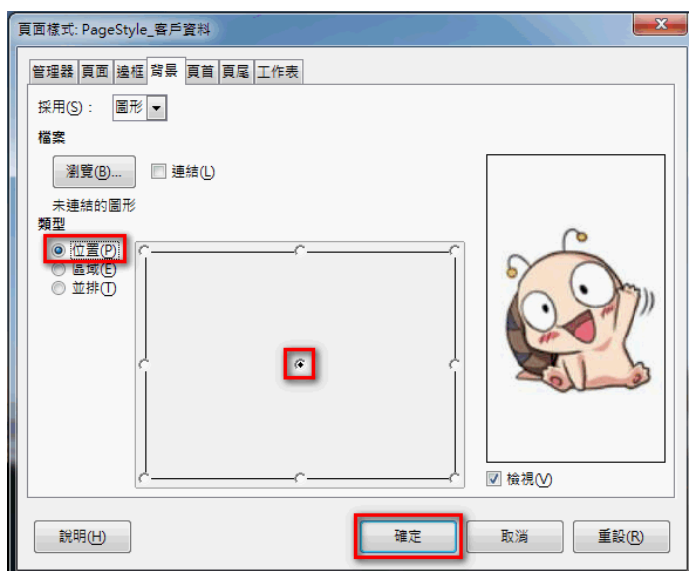 頁面樣式: PageStyle_客戶資料
管理器 頁面 邊框 背景 頁首 頁尾 工作表
採用(S)： 圖形
檔案
瀏覽(B)... 連結(L)
未連結的圖形
類型
位置(P)
區域(E)
並排(T)
檢視(V)
說明(H) 確定 取消 重設(R)